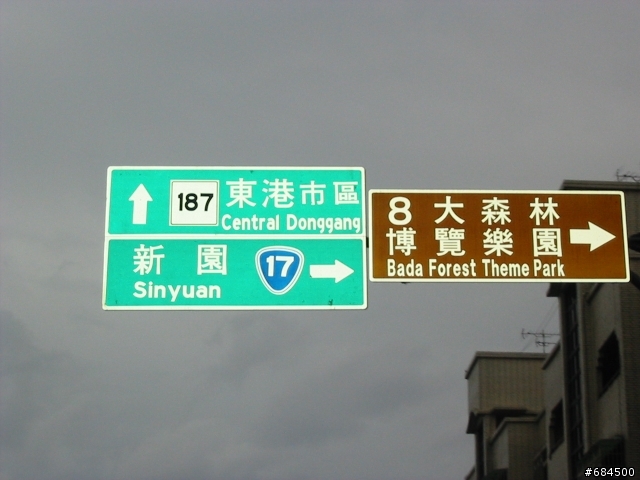 187 東港市區
Central Donggang
新園 17
Sinyuan
8大森林
博覽樂園
Bada Forest Theme Park
#684500